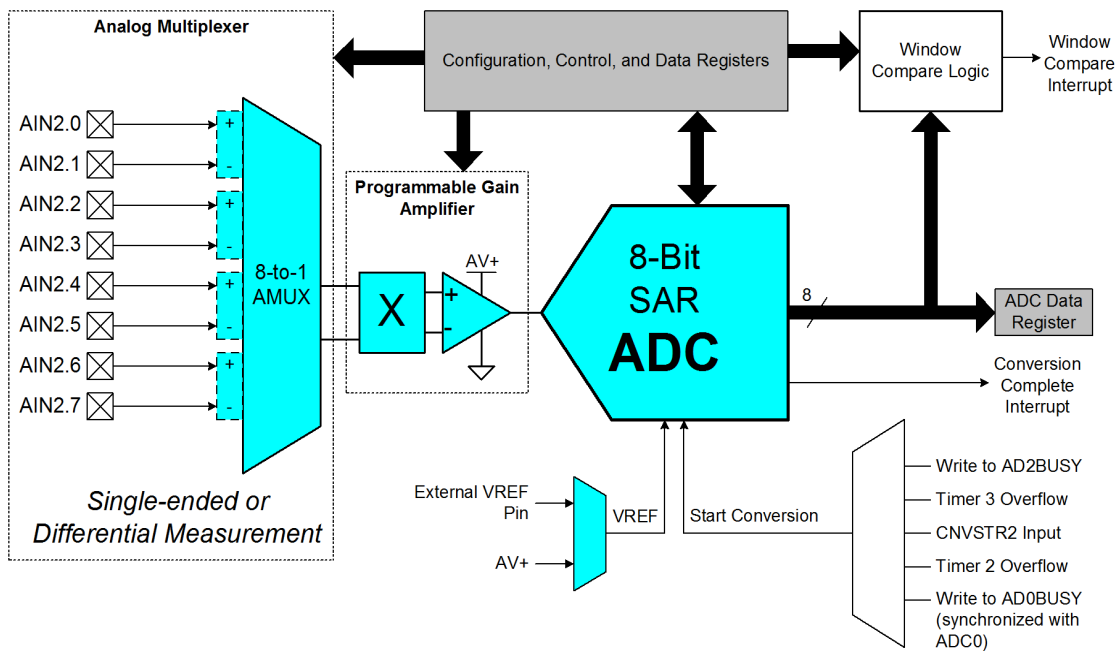 Analog Multiplexer
AIN2.0
AIN2.1
AIN2.2
AIN2.3
AIN2.4
AIN2.5
AIN2.6
AIN2.7
+
-
+
-
+
-
+
-
8-to-1
AMUX
Single-ended or
Differential Measurement
Configuration, Control, and Data Registers
Programmable Gain
Amplifier
X
+
-
AV+
8-Bit
SAR
ADC
Window
Compare Logic
Window
Compare
Interrupt
8
ADC Data
Register
Conversion
Complete
Interrupt
External VREF
Pin
AV+
VREF
Start Conversion
Write to AD2BUSY
Timer 3 Overflow
CNVSTR2 Input
Timer 2 Overflow
Write to AD0BUSY
(synchronized with
ADC0)